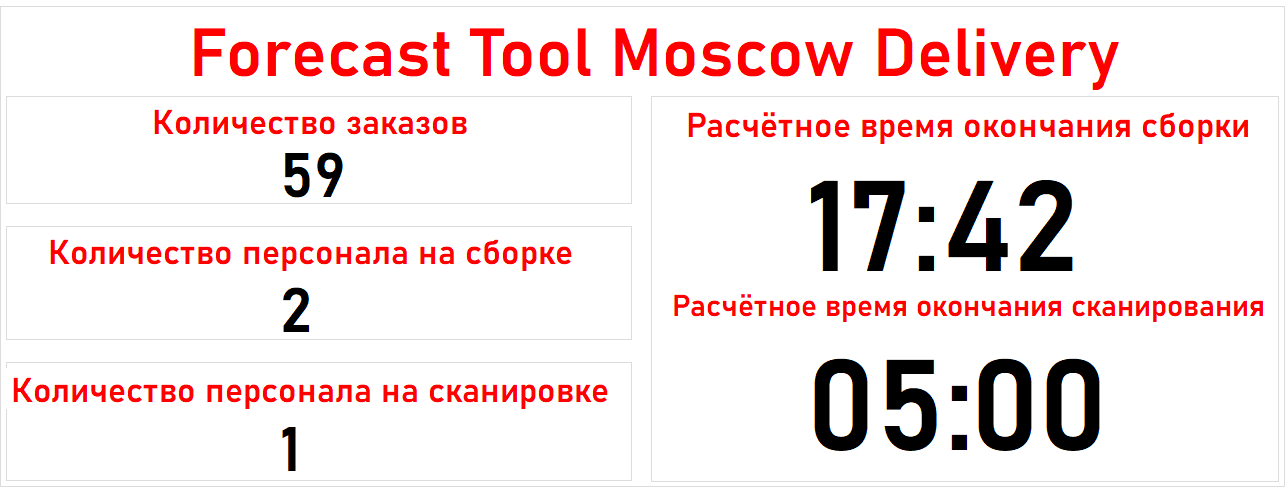 Forecast Tool Moscow Delivery
Количество заказов
59
Количество персонала на сборке
2
Количество персонала на сканировке
1
Расчётное время окончания сборки
17:42
Расчётное время окончания сканирования
05:00